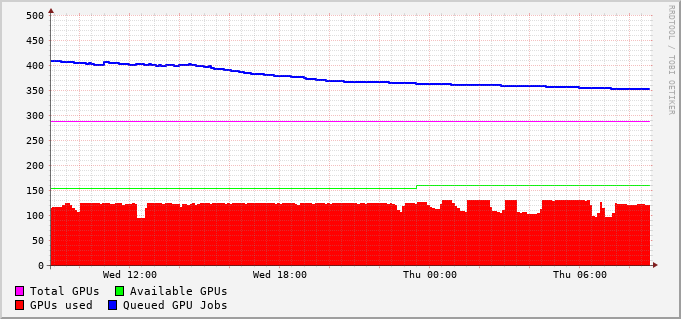 500
450
400
350
300
250
200
150
100
50
0
Wed 12:00 Wed 18:00 Thu 00:00 Thu 06:00
Total GPUs Available GPUs
GPUs used Queued GPU Jobs
RRDTOOL / TOBI OETIKER